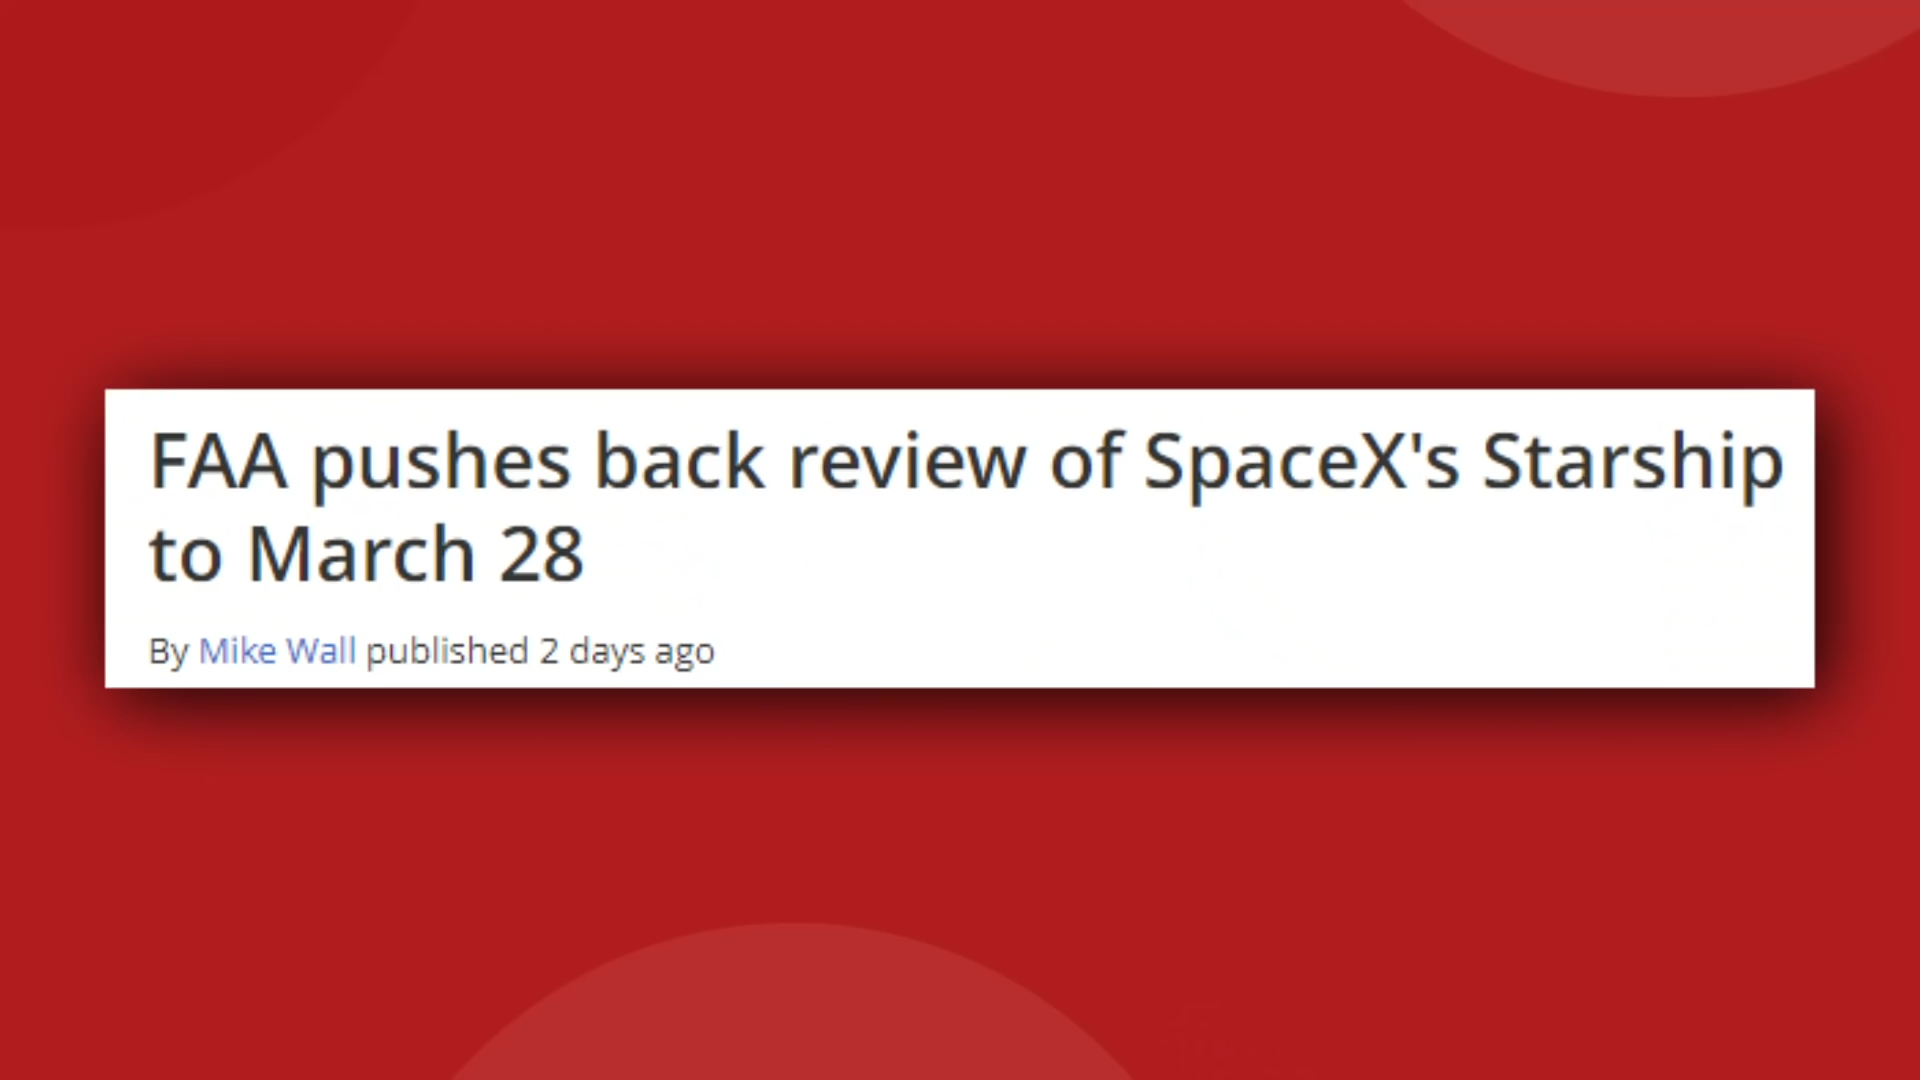 FAA pushes back review of SpaceX's Starship
to March 28
By Mike Wall published 2 days ago